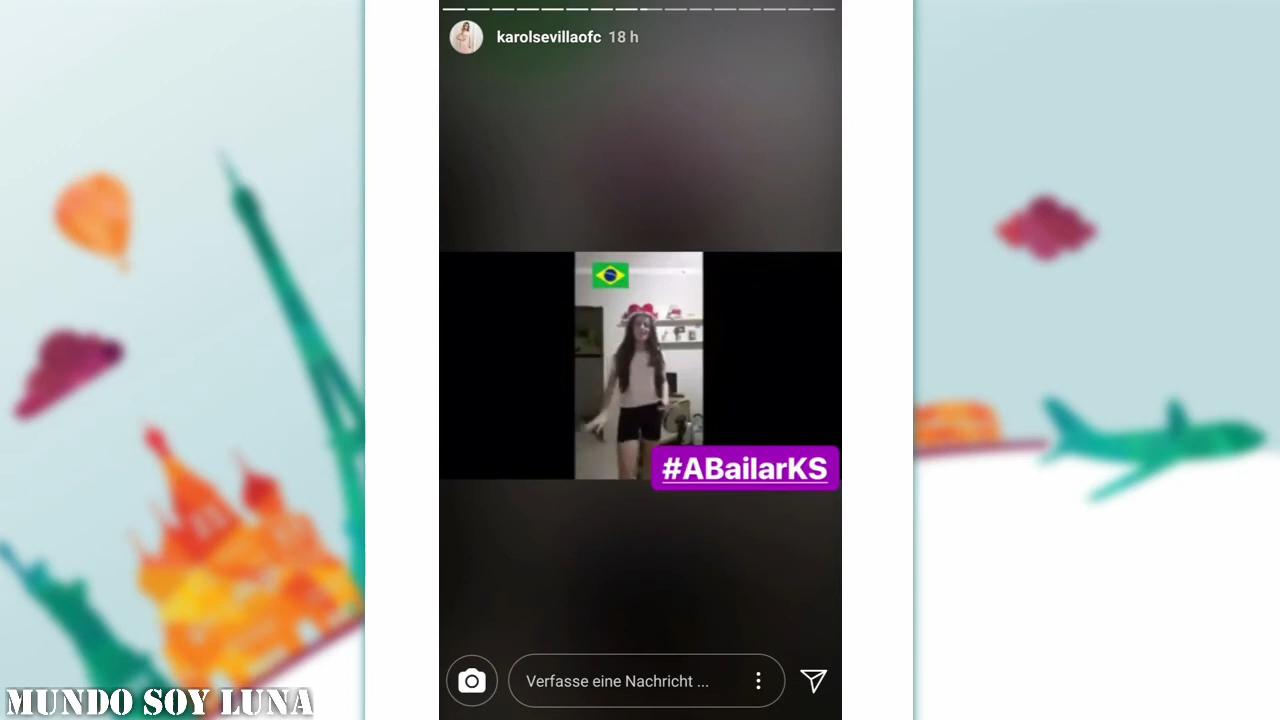 karolsevillaofc 18 h
#ABailarKS
Verfasse eine Nachricht ...
MUNDO SOY LUNA